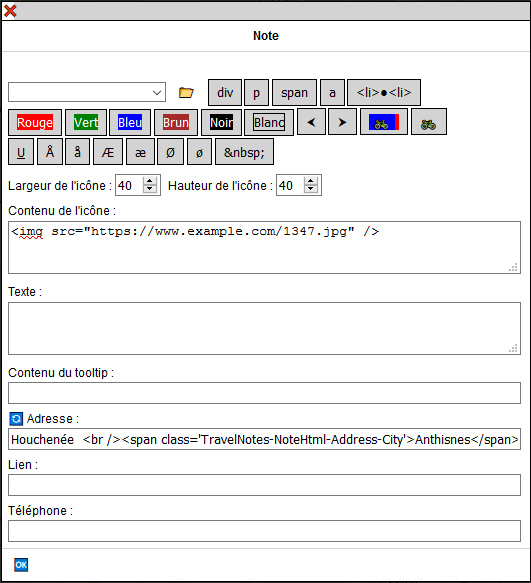 Note
div p span a <li>●<li>
Rouge Vert Bleu Brun Noir Blanc ⮜ ⮞
U Å å Æ æ Ø ø &nbsp;
Largeur de l'icône : 40 Hauteur de l'icône : 40
Contenu de l'icône :
<img src="https://www.example.com/1347.jpg" />
Texte :
Contenu du tooltip :
Adresse :
Houchenée <br /><span class='TravelNotes-NoteHtml-Address-City'>Anthisnes</span>
Lien :
Téléphone :
OK